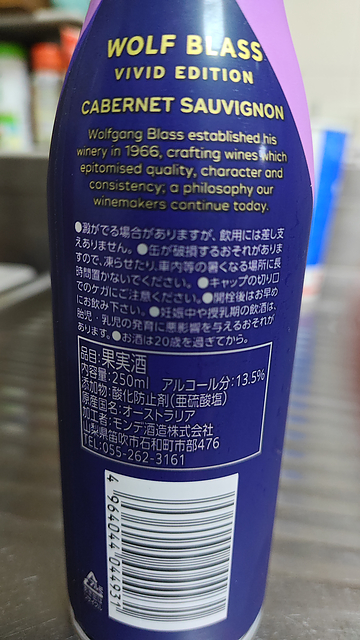 WOLF BLASS
VIVID EDITION
CABERNET SAUVIGNON
Wolfgang Blass established his
winery in 1966, crafting wines which
epitomised quality, character and
consistency; a philosophy our
winemakers continue today.
●澱がでる場合がありますが、飲用には差し支
えありません。●缶が破損するおそれがありま
すので、凍らせたり、車内等の暑くなる場所に長
時間置かないでください。●キャップの切り口
でのケガにご注意ください。●開栓後はお早め
にお飲み下さい。●妊娠中や授乳期の飲酒は、
胎児・乳児の発育に悪影響を与えるおそれが
あります。●お酒は20歳を過ぎてから。
品目:果実酒
内容量:250ml アルコール分:13.5%
添加物:酸化防止剤(亜硫酸塩)
原産国名:オーストラリア
加工者:モンデ酒造株式会社
山梨県笛吹市石和町市部476
TEL:055-262-3161
4 964044 044931